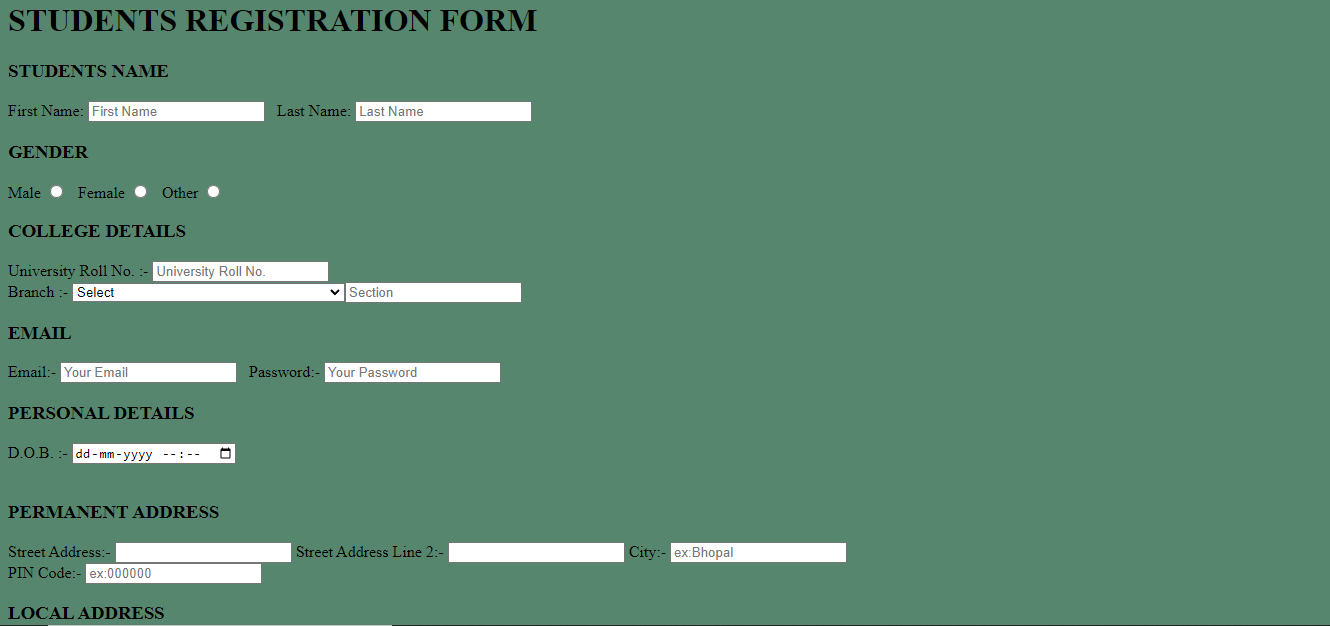 STUDENTS REGISTRATION FORM
STUDENTS NAME
First Name: First Name Last Name: Last Name
GENDER
Male Female Other
COLLEGE DETAILS
University Roll No. :- University Roll No.
Branch :- Select Section
EMAIL
Email:- Your Email Password:- Your Password
PERSONAL DETAILS
D.O.B. :- dd-mm-yyyy --:--
PERMANENT ADDRESS
Street Address:- Street Address Line 2:- City:- ex:Bhopal
PIN Code:- ex:000000
LOCAL ADDRESS